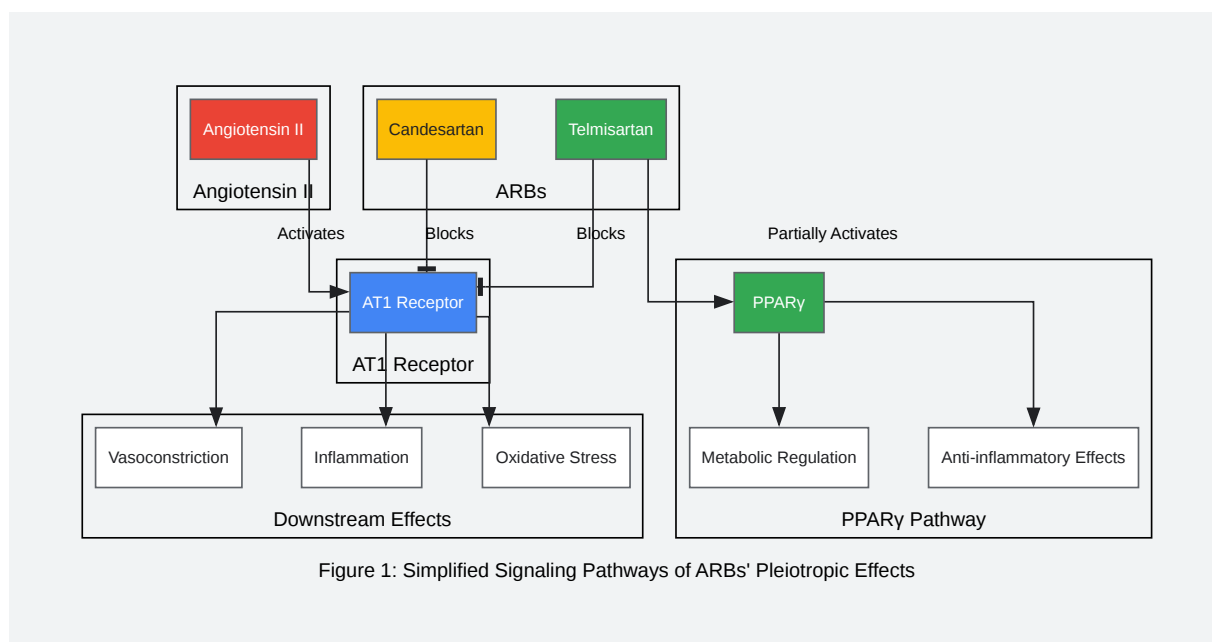 Angiotensin II
Candesartan
Telmisartan
Angiotensin II
ARBs
Activates
Blocks
Blocks
Partially Activates
AT1 Receptor
PPARγ
AT1 Receptor
Vasoconstriction
Inflammation
Oxidative Stress
Metabolic Regulation
Anti-inflammatory Effects
Downstream Effects
PPARγ Pathway
Figure 1: Simplified Signaling Pathways of ARBs' Pleiotropic Effects